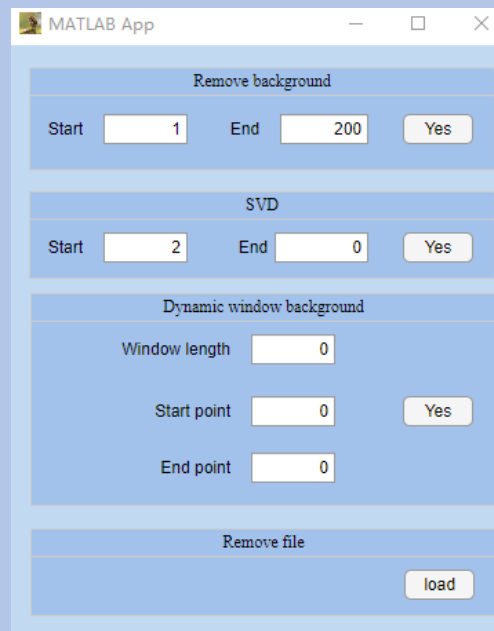 MATLAB App
Remove background
Start 1 End 200 Yes
SVD
Start 2 End 0 Yes
Dynamic window background
Window length 0
Start point 0 Yes
End point 0
Remove file
load